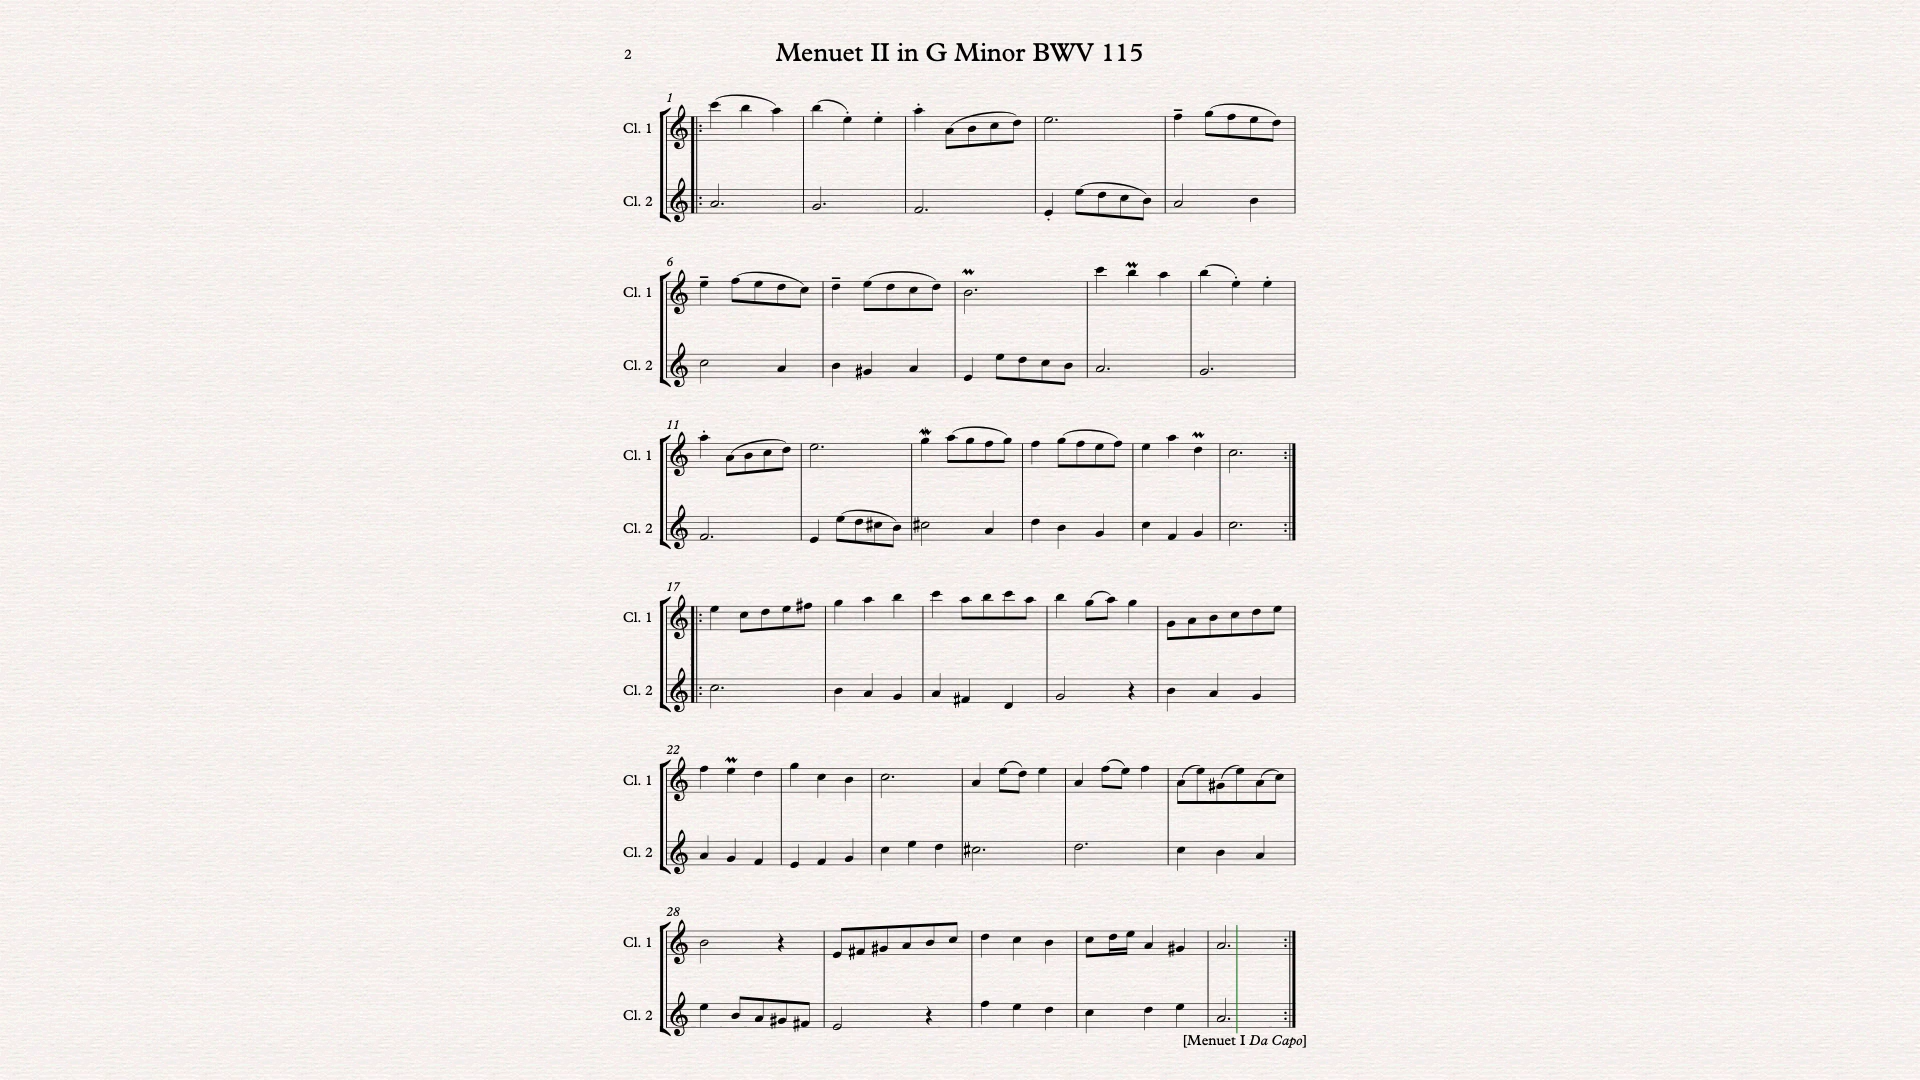 2
Menuet II in G Minor BWV 115
1
Cl. 1
Cl. 2
6
Cl. 1
Cl. 2
11
Cl. 1
Cl. 2
17
Cl. 1
Cl. 2
22
Cl. 1
Cl. 2
28
Cl. 1
Cl. 2
[Menuet I Da Capo]